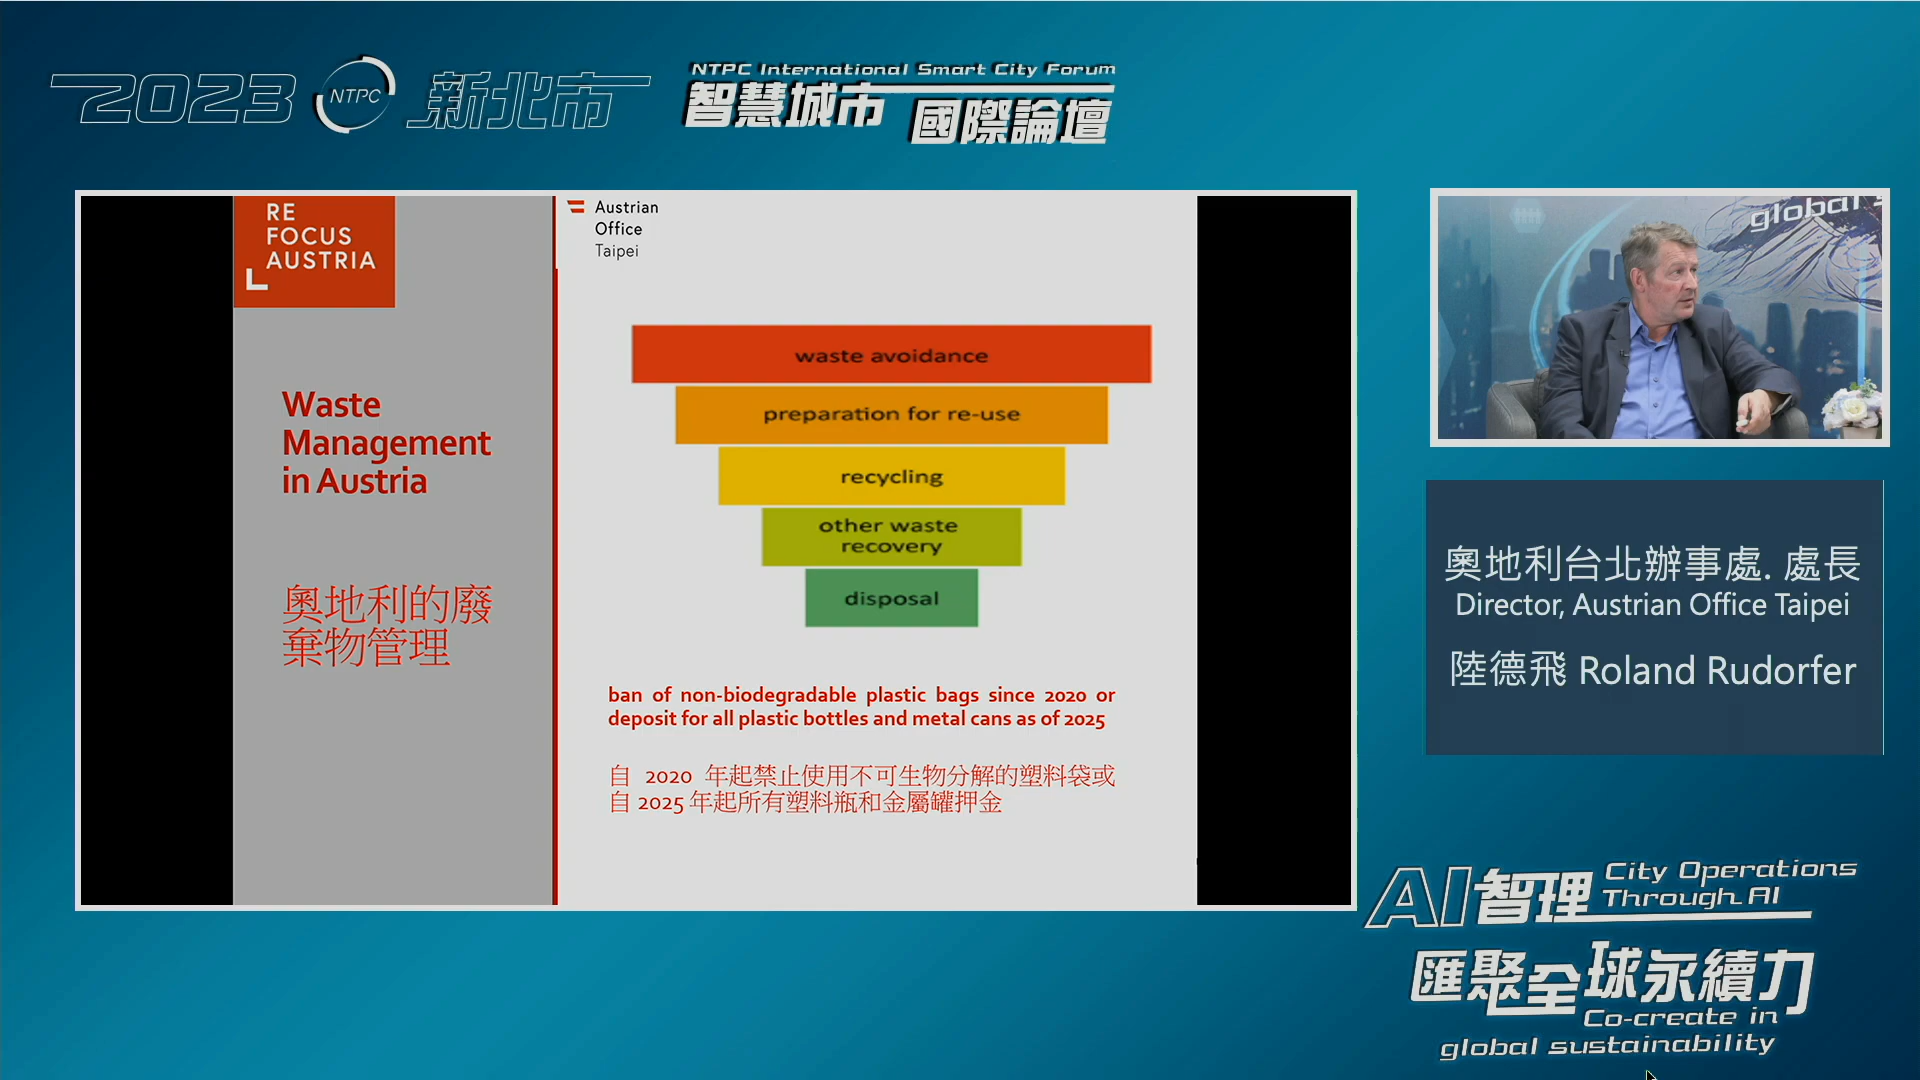 2023 NTPC 新北市
NTPC International Smart City Forum
智慧城市 國際論壇
RE
FOCUS
AUSTRIA
Austrian
Office
Taipei
Waste
Management
in Austria
奧地利的廢
棄物管理
waste avoidance
preparation for re-use
recycling
other waste
recovery
disposal
ban of non-biodegradable plastic bags since 2020 or
deposit for all plastic bottles and metal cans as of 2025
自 2020 年起禁止使用不可生物分解的塑料袋或
自 2025 年起所有塑料瓶和金屬罐押金
global
奧地利台北辦事處. 處長
Director, Austrian Office Taipei
陸德飛 Roland Rudorfer
AI智理 City Operations
Through AI
匯聚全球永續力
Co-create in
global sustainability